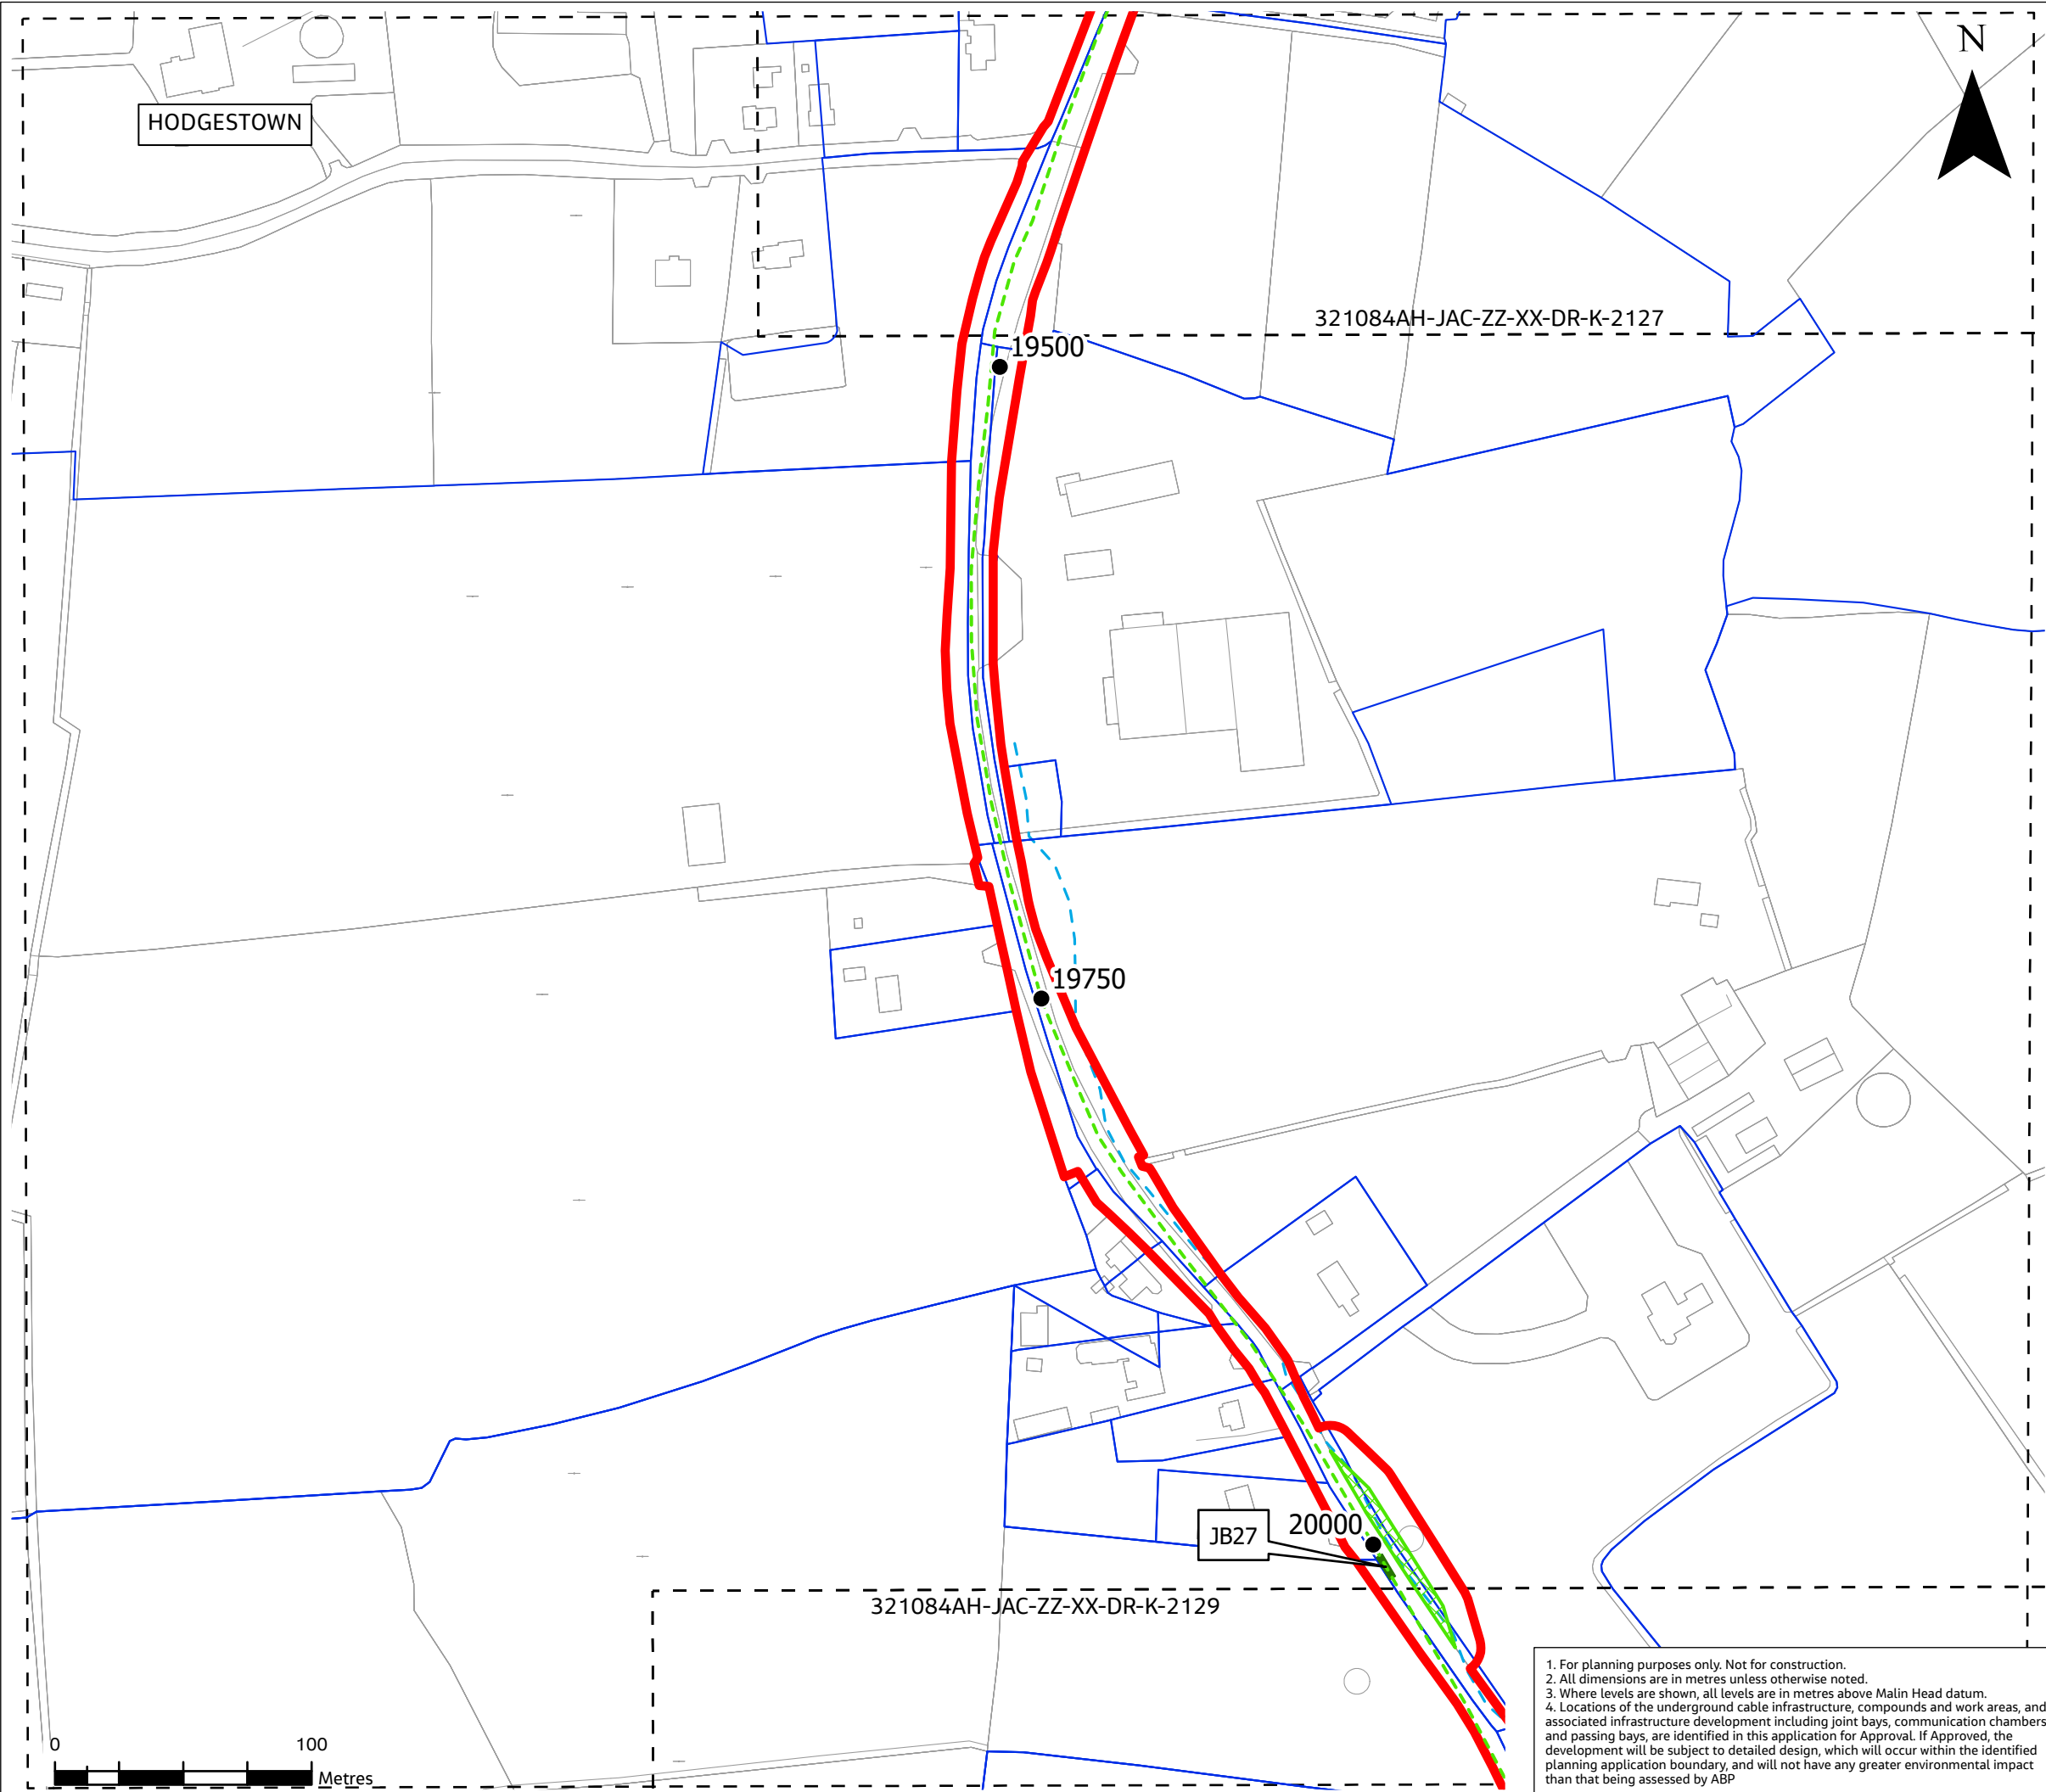 N
HODGESTOWN
321084AH-JAC-ZZ-XX-DR-K-2127
19500
19750
20000
JB27
321084AH-JAC-ZZ-XX-DR-K-2129
0 100
Metres
1. For planning purposes only. Not for construction.
2. All dimensions are in metres unless otherwise noted.
3. Where levels are shown, all levels are in metres above Malin Head datum.
4. Locations of the underground cable infrastructure, compounds and work areas, and
associated infrastructure development including joint bays, communication chambers
and passing bays, are identified in this application for Approval. If Approved, the
development will be subject to detailed design, which will occur within the identified
planning application boundary, and will not have any greater environmental impact
than that being assessed by ABP